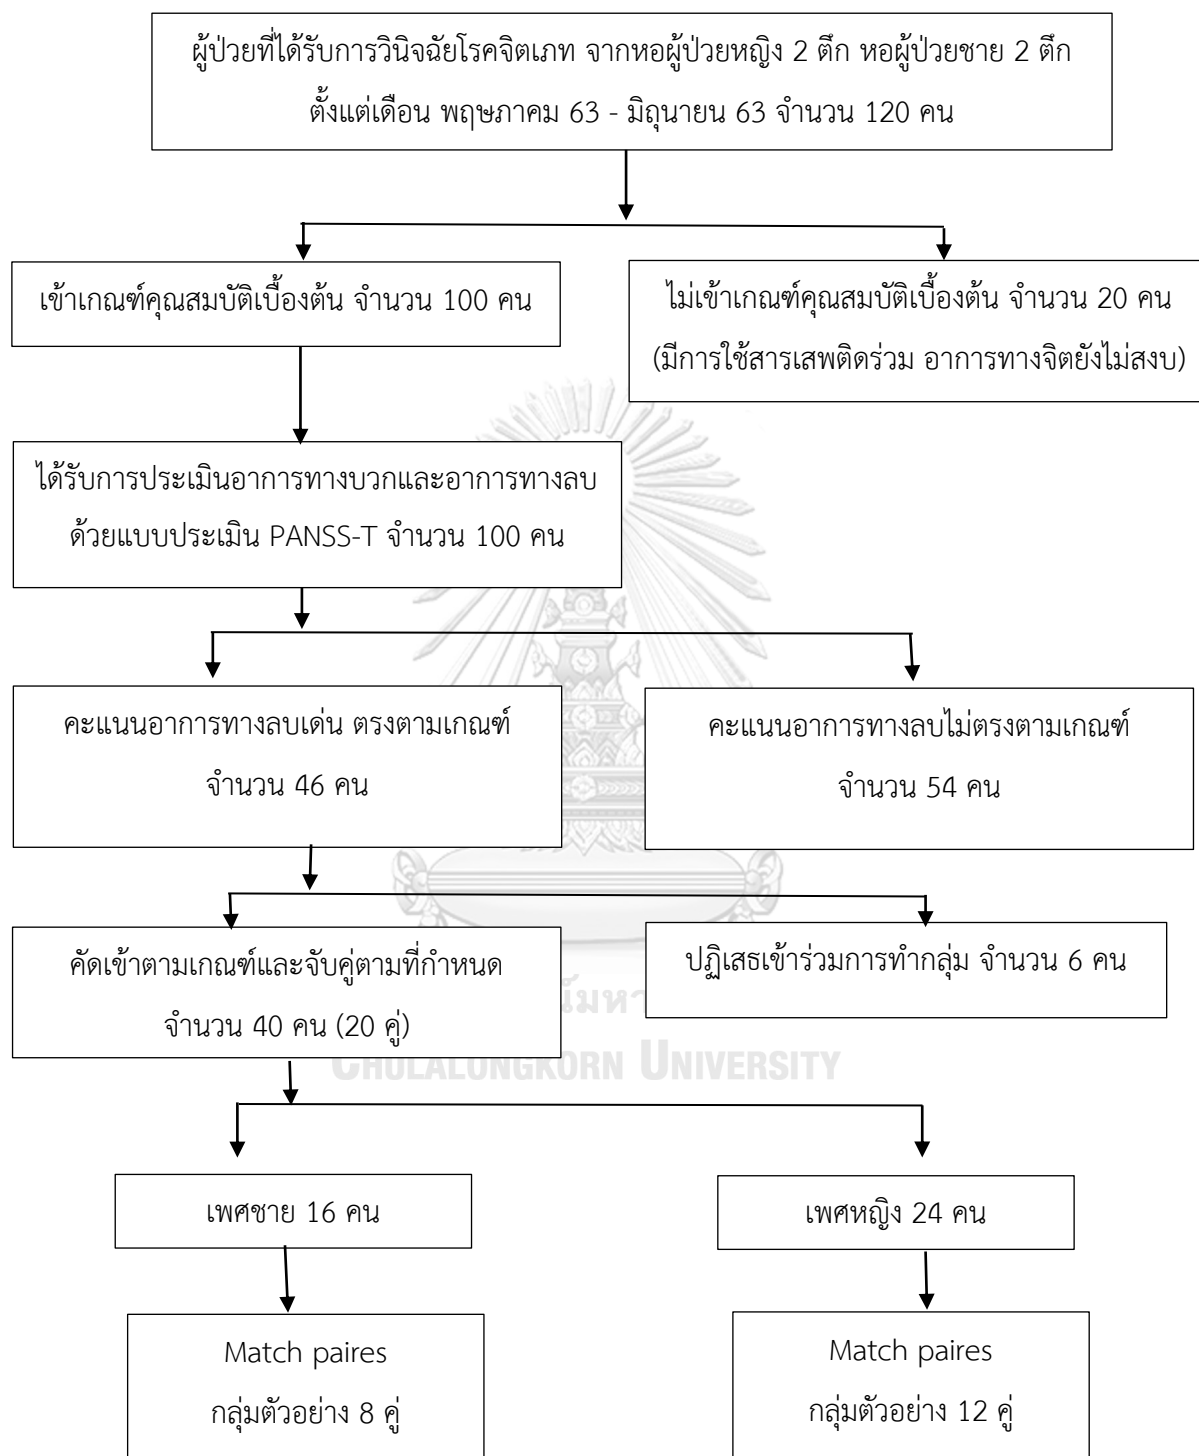 ผู้ป่วยที่ได้รับการวินิจฉัยโรคจิตเภท จากหอผู้ป่วยหญิง 2 ตึก หอผู้ป่วยชาย 2 ตึก
ตั้งแต่เดือน พฤษภาคม 63 - มิถุนายน 63 จำนวน 120 คน
เข้าเกณฑ์คุณสมบัติเบื้องต้น จำนวน 100 คน
ไม่เข้าเกณฑ์คุณสมบัติเบื้องต้น จำนวน 20 คน
(มีการใช้สารเสพติดร่วม อาการทางจิตยังไม่สงบ)
ได้รับการประเมินอาการทางบวกและอาการทางลบ
ด้วยแบบประเมิน PANSS-T จำนวน 100 คน
คะแนนอาการทางลบเด่น ตรงตามเกณฑ์
จำนวน 46 คน
คะแนนอาการทางลบไม่ตรงตามเกณฑ์
จำนวน 54 คน
คัดเข้าตามเกณฑ์และจับคู่ตามที่กำหนด
จำนวน 40 คน (20 คู่)
ปฏิเสธเข้าร่วมการทำกลุ่ม จำนวน 6 คน
CHULALONGKORN UNIVERSITY
เพศชาย 16 คน
เพศหญิง 24 คน
Match paires
กลุ่มตัวอย่าง 8 คู่
Match paires
กลุ่มตัวอย่าง 12 คู่